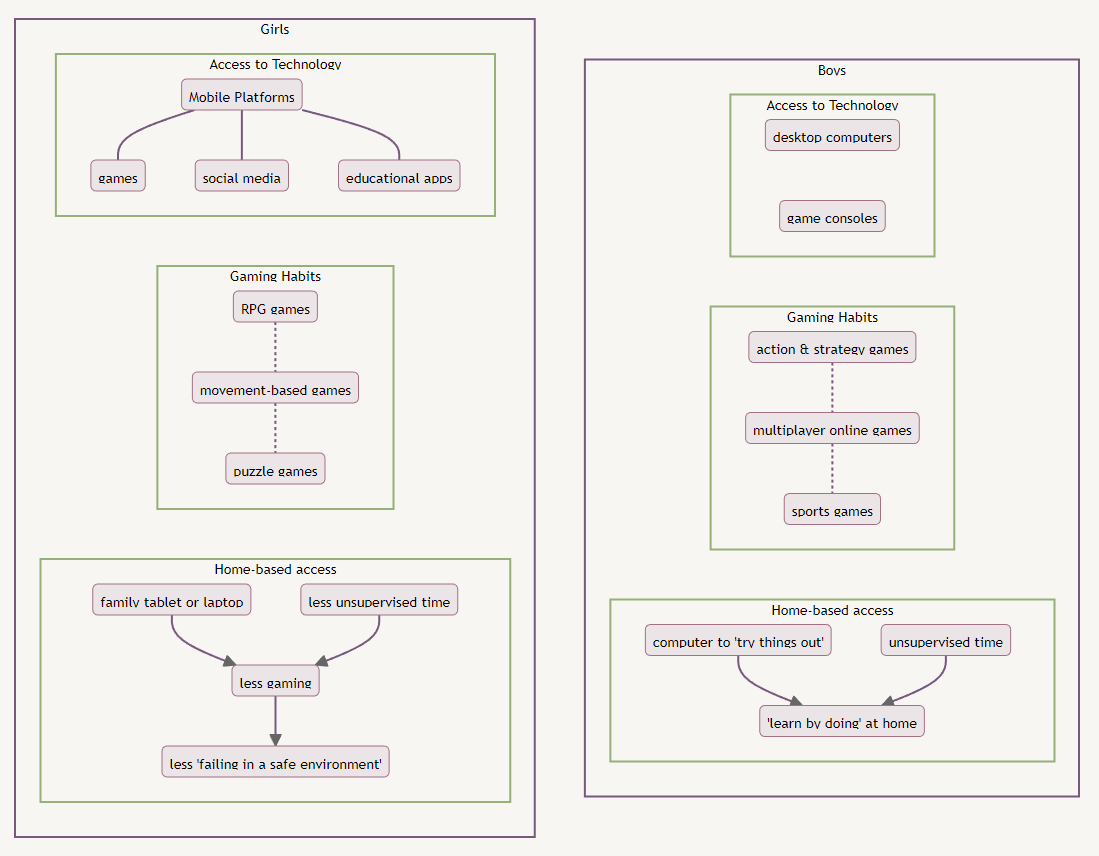 Girls
Access to Technology
Mobile Platforms
games
social media
educational apps
Gaming Habits
RPG games
movement-based games
puzzle games
Home-based access
family tablet or laptop
less unsupervised time
less gaming
less 'failing in a safe environment'
Boys
Access to Technology
desktop computers
game consoles
Gaming Habits
action & strategy games
multiplayer online games
sports games
Home-based access
computer to 'try things out'
unsupervised time
'learn by doing' at home